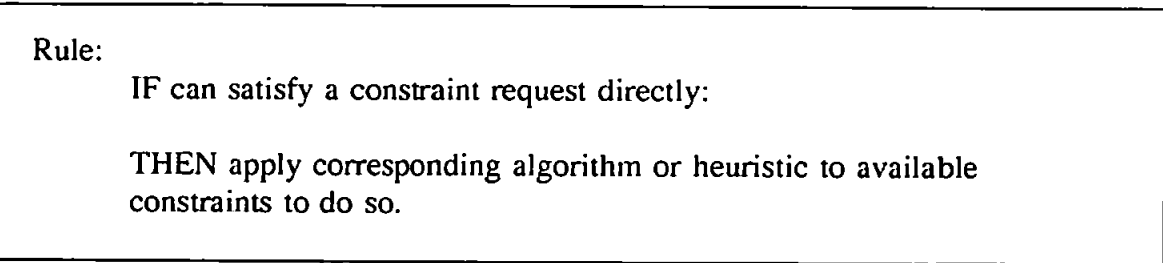 Rule:
IF can satisfy a constraint request directly:
THEN apply corresponding algorithm or heuristic to available
constraints to do so.